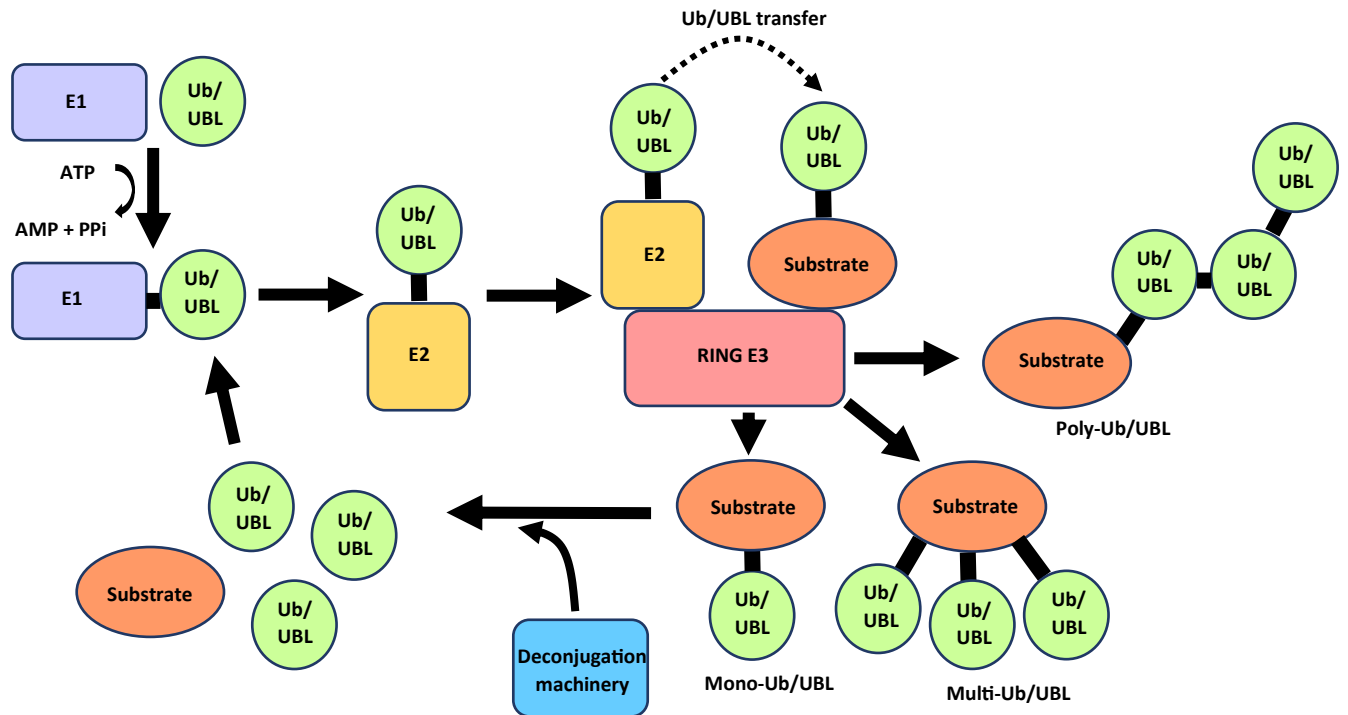 Ub/UBL transfer
E1
Ub/
UBL
ATP
AMP + PPi
E1
Ub/
UBL
Ub/
UBL
E2
Ub/
UBL
E2
Ub/
UBL
Substrate
RING E3
Ub/
UBL
Ub/
UBL
Ub/
UBL
Substrate
Poly-Ub/UBL
Substrate
Ub/
UBL
Mono-Ub/UBL
Substrate
Ub/
UBL
Ub/
UBL
Ub/
UBL
Multi-Ub/UBL
Deconjugation
machinery
Ub/
UBL
Ub/
UBL
Ub/
UBL
Substrate